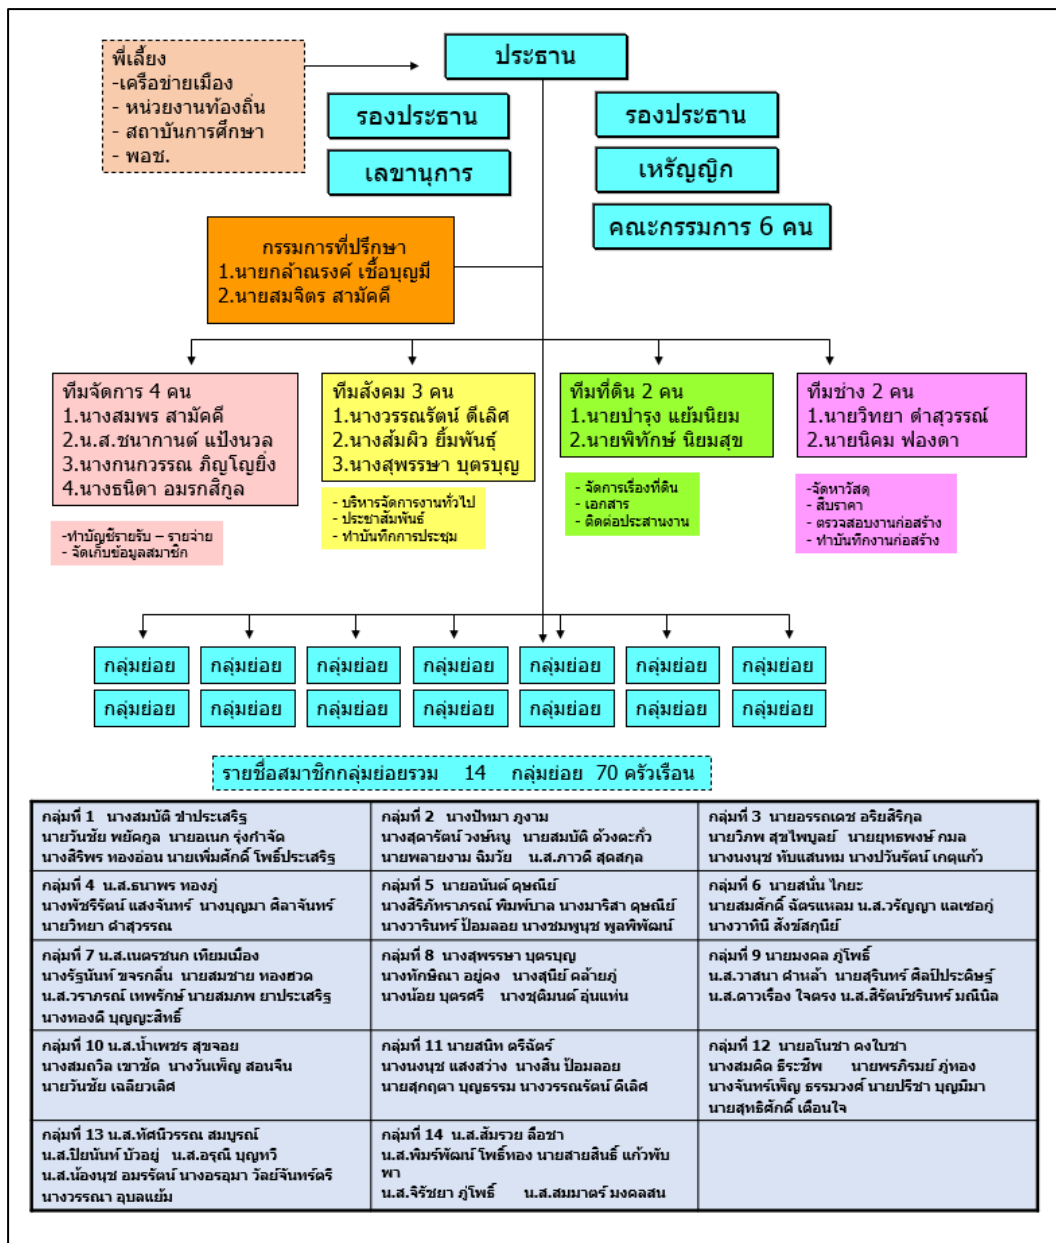 พี่เลี้ยง
-เครือข่ายเมือง
- หน่วยงานท้องถิ่น
- สถาบันการศึกษา
- พอช.
ประธาน
รองประธาน
รองประธาน
เลขานุการ
เหรัญญิก
คณะกรรมการ 6 คน
กรรมการที่ปรึกษา
1.นายกล้าณรงค์ เชื้อบุญมี
2.นายสมจิตร สามัคคี
ทีมจัดการ 4 คน
1.นางสมพร สามัคคี
2.น.ส.ชนากานต์ แป้งนวล
3.นางกนกวรรณ ภิญโญยิ่ง
4.นางธนิดา อมรกสิกูล
-ทำบัญชีรายรับ – รายจ่าย
- จัดเก็บข้อมูลสมาชิก
ทีมสังคม 3 คน
1.นางวรรณรัตน์ ดีเลิศ
2.นางส้มผิว ยิ้มพันธุ์
3.นางสุพรรษา บุตรบุญ
- บริหารจัดการงานทั่วไป
- ประชาสัมพันธ์
- ทำบันทึกการประชุม
ทีมที่ดิน 2 คน
1.นายบำรุง แย้มนิยม
2.นายพิทักษ์ นิยมสุข
- จัดการเรื่องที่ดิน
- เอกสาร
- ติดต่อประสานงาน
ทีมช่าง 2 คน
1.นายวิทยา ดำสุวรรณ์
2.นายนิคม ฟองดา
-จัดหาวัสดุ
- สืบราคา
- ตรวจสอบงานก่อสร้าง
- ทำบันทึกงานก่อสร้าง
กลุ่มย่อย กลุ่มย่อย กลุ่มย่อย กลุ่มย่อย กลุ่มย่อย กลุ่มย่อย กลุ่มย่อย
กลุ่มย่อย กลุ่มย่อย กลุ่มย่อย กลุ่มย่อย กลุ่มย่อย กลุ่มย่อย กลุ่มย่อย
รายชื่อสมาชิกกลุ่มย่อยรวม 14 กลุ่มย่อย 70 ครัวเรือน
กลุ่มที่ 1 นางสมบัติ ชำประเสริฐ
นายวันชัย พยัคกูล นายอเนก รุ่งกำจัด
นางสิริพร ทองอ่อน นายเพิ่มศักดิ์ โพธิ์ประเสริฐ
กลุ่มที่ 2 นางปัทมา ภูงาม
นางสุดารัตน์ วงษ์หนู นายสมบัติ ด้วงตะกั่ว
นายพลายงาม ฉิมวัย น.ส.ภาวดี สุดสกุล
กลุ่มที่ 3 นายอรรถเดช อริยสิริกุล
นายวิภพ สุขไพบูลย์ นายยุทธพงษ์ กมล
นางนงนุช ทับแสนทม นางปวันรัตน์ เกตุแก้ว
กลุ่มที่ 4 น.ส.ธนาพร ทองภู่
นางพัชรีรัตน์ แสงจันทร์ นางบุญมา ศิลาจันทร์
นายวิทยา ดำสุวรรณ
กลุ่มที่ 5 นายอนันต์ ดุษณีย์
นางสิริภัทราภรณ์ พิมพ์บาล นางมาริสา ดุษณีย์
นางวารินทร์ ป้อมลอย นางชมพูนุช พูลพิพัฒน์
กลุ่มที่ 6 นายสนั่น ไกยะ
นายสมศักดิ์ ฉัตรแหลม น.ส.วรัญญา แลเซอภู่
นางวาทินี สังข์สกุนีย์
กลุ่มที่ 7 น.ส.เนตรชนก เทียมเมือง
นางรัฐนันท์ ขจรกลิ่น นายสมชาย ทองฮวด
น.ส.วราภรณ์ เทพรักษ์ นายสมภพ ยาประเสริฐ
นางทองดี บุญญะสิทธิ์
กลุ่มที่ 8 นางสุพรรษา บุตรบุญ
นางทักษิณา อยู่คง นางสุนีย์ คล้ายภู่
นางน้อย บุตรศรี นางชุติมนต์ อุ่นแท่น
กลุ่มที่ 9 นายมงคล ภู่โพธิ์
น.ส.วาสนา คำหล้า นายสุรินทร์ ศิลป์ประดิษฐ์
น.ส.ดาวเรือง ใจตรง น.ส.สิรัตน์ชรินทร์ มณีนิล
กลุ่มที่ 10 น.ส.น้ำเพชร สุขจอย
นางสมถวิล เขาชัด นางวันเพ็ญ สอนจีน
นายวันชัย เฉลียวเลิศ
กลุ่มที่ 11 นายสนิท ตรีฉัตร์
นางนงนุช แสงสว่าง นางสิน ป้อมลอย
นายสุกฤตา บุญธรรม นางวรรณรัตน์ ดีเลิศ
กลุ่มที่ 12 นายอโนชา คงใบชา
นางสมคิด ธีระชีพ นายพรภิรมย์ ภู่ทอง
นางจันทร์เพ็ญ ธรรมวงศ์ นายปรีชา บุญมีมา
นายสุทธิศักดิ์ เตือนใจ
กลุ่มที่ 13 น.ส.ทัศนีวรรณ สมบูรณ์
น.ส.ปิยนันท์ บัวอยู่ น.ส.อรุณี บุญทวี
น.ส.น้องนุช อมรรัตน์ นางอรอุมา วัลย์จันทร์ตรี
นางวรรณา อุบลแย้ม
กลุ่มที่ 14 น.ส.สัมรวย ลือชา
น.ส.พิมร์พัฒน์ โพธิ์ทอง นายสายสินธิ์ แก้วพับ
พา
น.ส.จิรัชยา ภู่โพธิ์ น.ส.สมมาตร์ มงคลสน